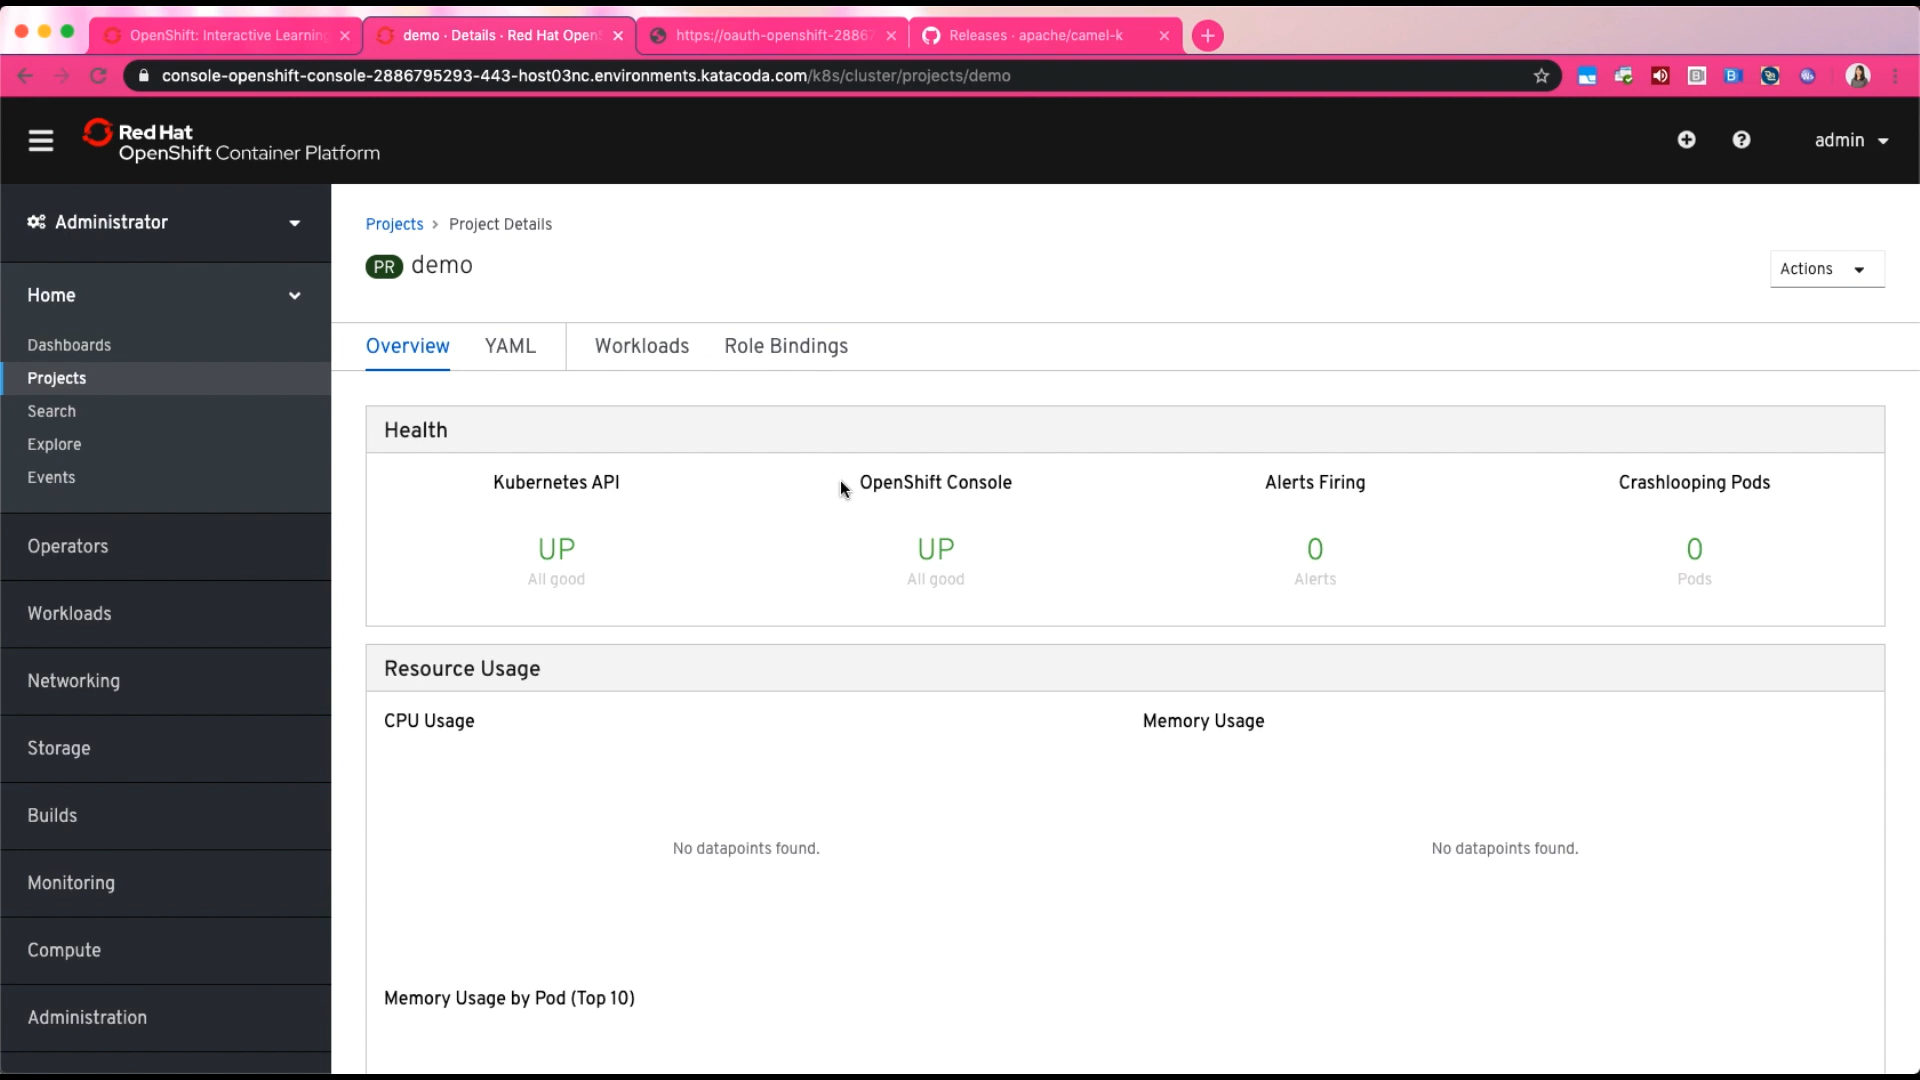 OpenShift: Interactive Learning
demo · Details · Red Hat Open
https://oauth-openshift-28867
Releases · apache/camel-k
console-openshift-console-2886795293-443-host03nc.environments.katacoda.com/k8s/cluster/projects/demo
Red Hat
OpenShift Container Platform
admin
Administrator
Home
Dashboards
Projects
Search
Explore
Events
Operators
Workloads
Networking
Storage
Builds
Monitoring
Compute
Administration
Projects > Project Details
PR demo
Actions
Overview YAML Workloads Role Bindings
Health
Kubernetes API OpenShift Console Alerts Firing Crashlooping Pods
UP UP 0 0
All good All good Alerts Pods
Resource Usage
CPU Usage Memory Usage
No datapoints found. No datapoints found.
Memory Usage by Pod (Top 10)